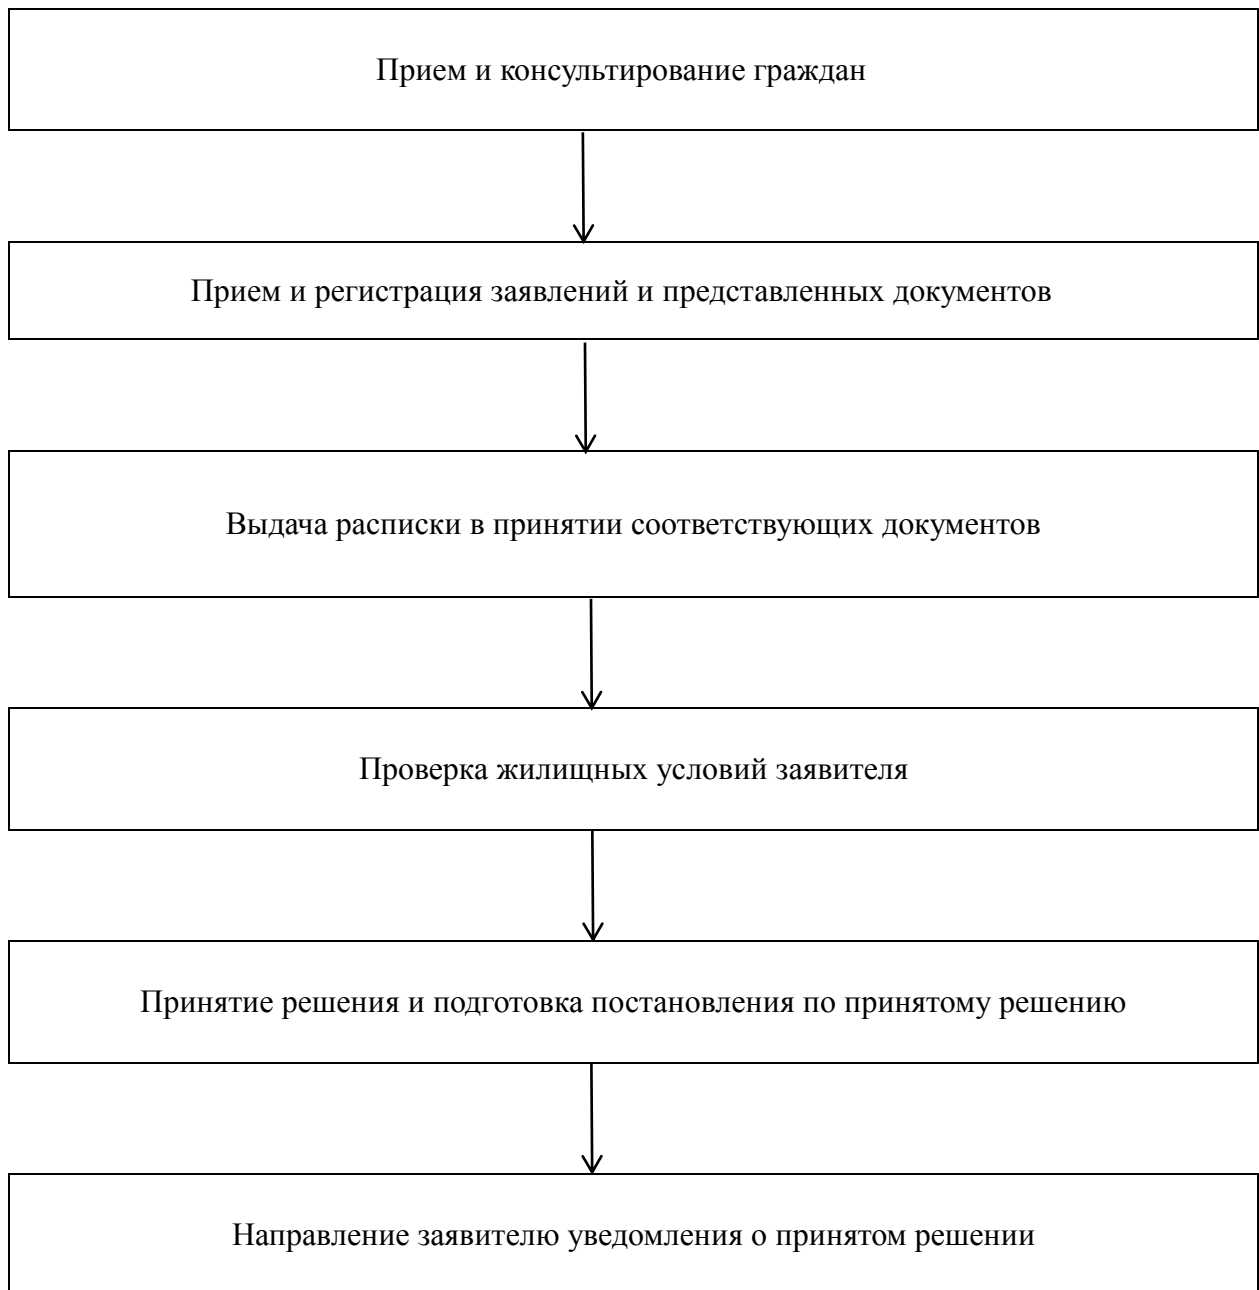 Прием и консультирование граждан
Прием и регистрация заявлений и представленных документов
Выдача расписки в принятии соответствующих документов
Проверка жилищных условий заявителя
Принятие решения и подготовка постановления по принятому решению
Направление заявителю уведомления о принятом решении